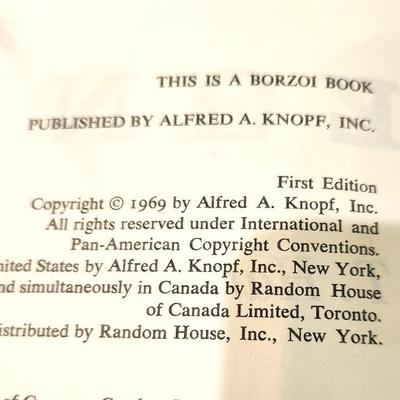 THIS IS A BORZOI BOOK
PUBLISHED BY ALFRED A. KNOPF, INC.
First Edition
Copyright © 1969 by Alfred A. Knopf, Inc.
All rights reserved under International and
Pan-American Copyright Conventions.
nited States by Alfred A. Knopf, Inc., New York,
nd simultaneously in Canada by Random House
of Canada Limited, Toronto.
istributed by Random House, Inc., New York.